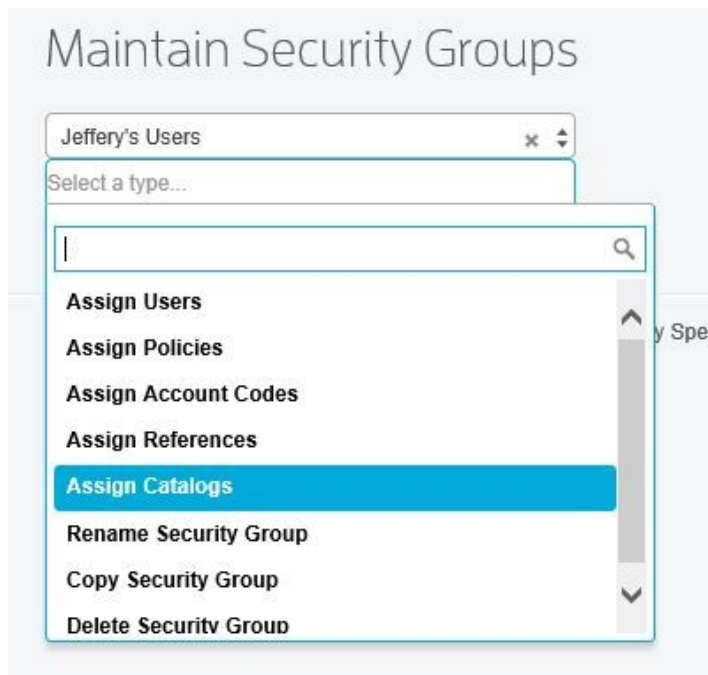 Maintain Security Groups
Jeffery's Users
Select a type...
Assign Users
y Spe
Assign Policies
Assign Account Codes
Assign References
Assign Catalogs
Rename Security Group
Copy Security Group
Delete Security Group